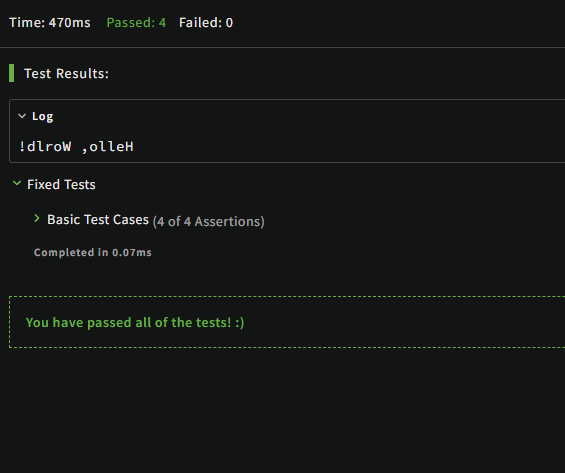 Time: 470ms Passed: 4 Failed: 0
Test Results:
Log
!dlroW ,olleH
Fixed Tests
Basic Test Cases (4 of 4 Assertions)
Completed in 0.07ms
You have passed all of the tests! :)